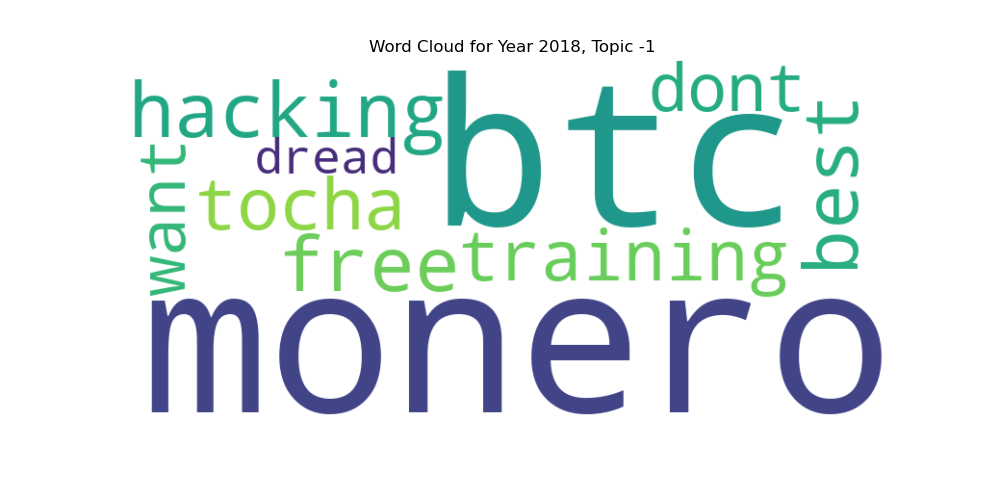 Word Cloud for Year 2018, Topic -1
hacking
btc
dont
best
want
dread
tocha
free
training
monero